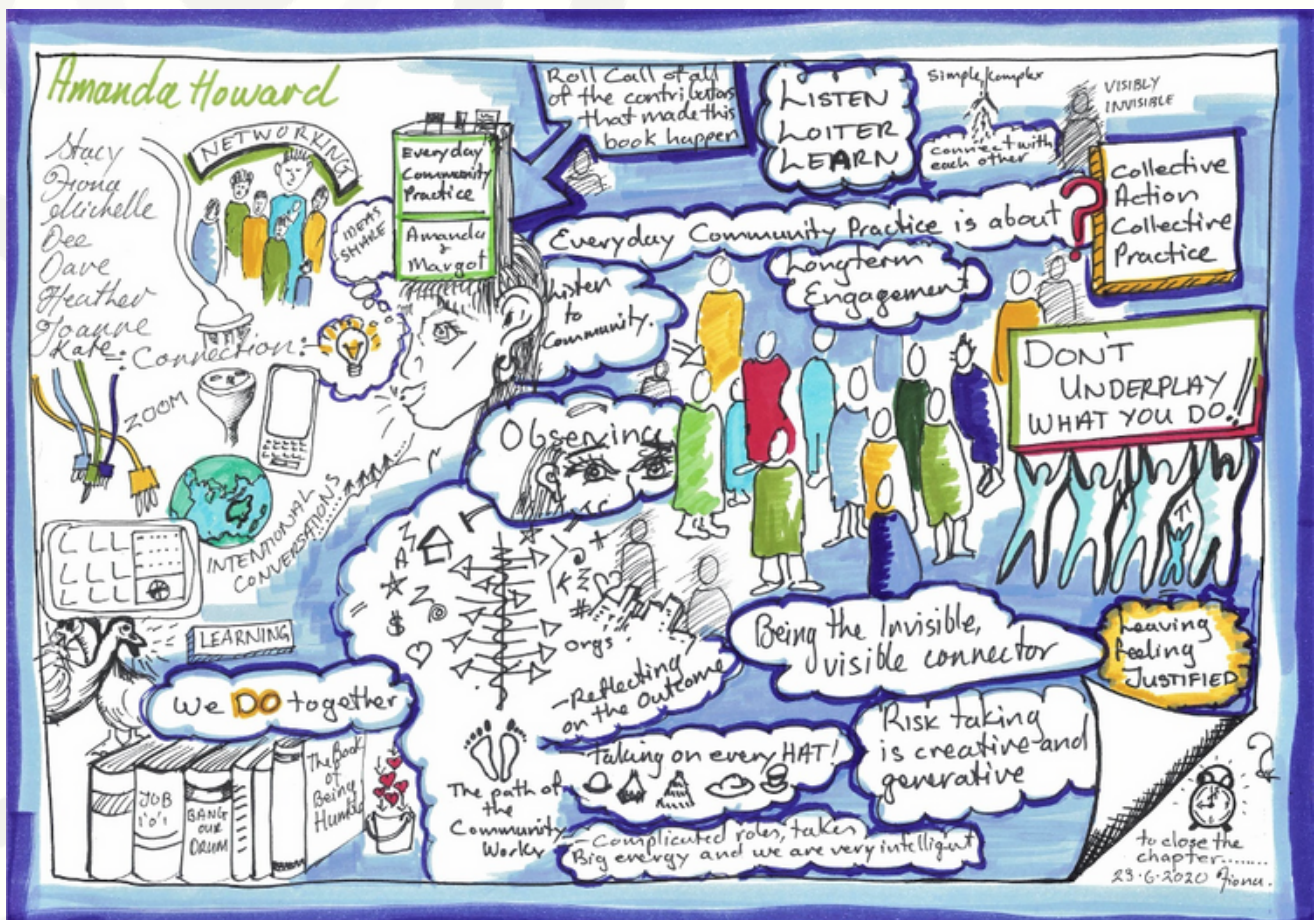 Amanda Howard
Stacy
Fiona
Michelle
Dee
Dave
Heather
Joanne
Kate
Connection:
NETWORKING
IDEAS
SHARE
Everyday
Community
Practice
Amanda
&
Margot
Roll Call of all
of the contributors
that made this
book happen
LISTEN
LOITER
LEARN
Simple/complex
connect with
each other
VISIBLY
INVISIBLE
Collective
Action
Collective
Practice
Everyday Community Practice is about ?
Listen
to
Community.
Longterm
Engagement
DON'T
UNDERPLAY
WHAT YOU DO!!
Observing
ZOOM
INTENTIONAL
CONVERSATIONS
LEARNING
We DO together
JOB
1'0'1
BANG
OUR
DRUM
The Book
of
Being
Human
orgs
-Reflecting
on the Outcome
The path of
the
Community
Worker
Being the Invisible,
visible connector
Leaving
feeling
JUSTIFIED
-Taking on every HAT!
Risk taking
is creative and
generative
-Complicated roles, takes
Big energy and we are very intelligent
to close the
chapter........
23.6.2020 Fiona.